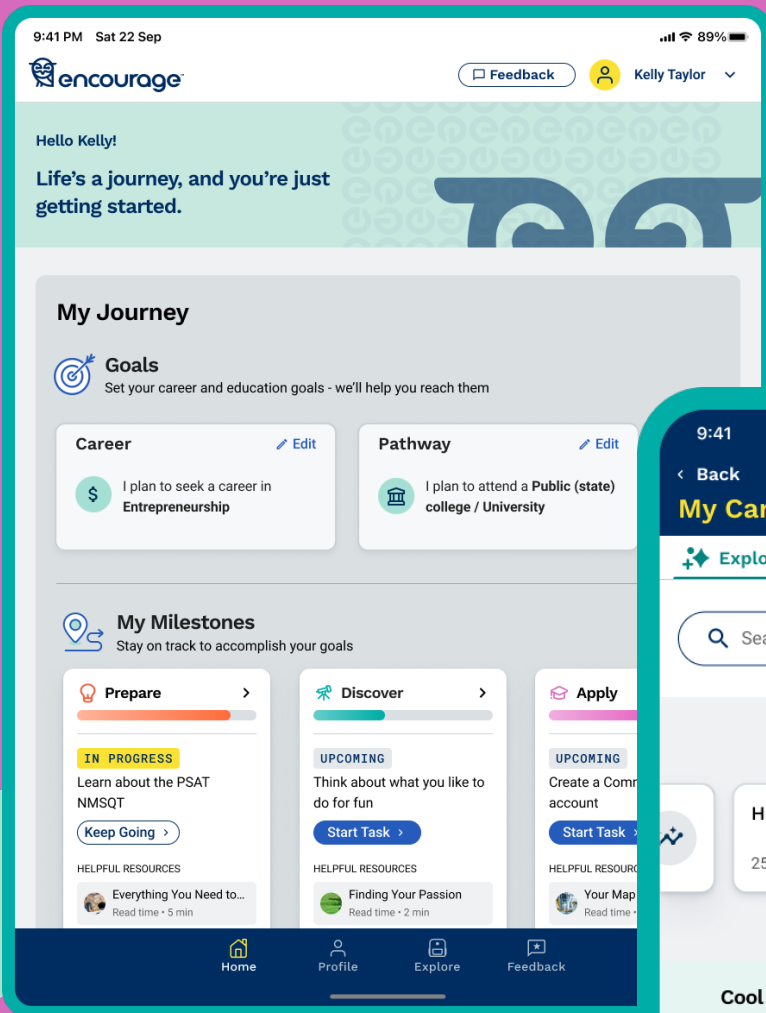 9:41 PM Sat 22 Sep
89%
encourage
Feedback
Kelly Taylor
Hello Kelly!
Life's a journey, and you're just
getting started.
My Journey
Goals
Set your career and education goals - we'll help you reach them
Career
Edit
I plan to seek a career in
Entrepreneurship
Pathway
Edit
I plan to attend a Public (state)
college / University
My Milestones
Stay on track to accomplish your goals
Prepare
IN PROGRESS
Learn about the PSAT
NMSQT
Keep Going
HELPFUL RESOURCES
Everything You Need to...
Read time • 5 min
Discover
UPCOMING
Think about what you like to
do for fun
Start Task
HELPFUL RESOURCES
Finding Your Passion
Read time • 2 min
Apply
UPCOMING
Create a
account
Start Task
HELPFUL
Your Map
Read time •
Home
Profile
Explore
Feedback
9:41
Back
My
Cool